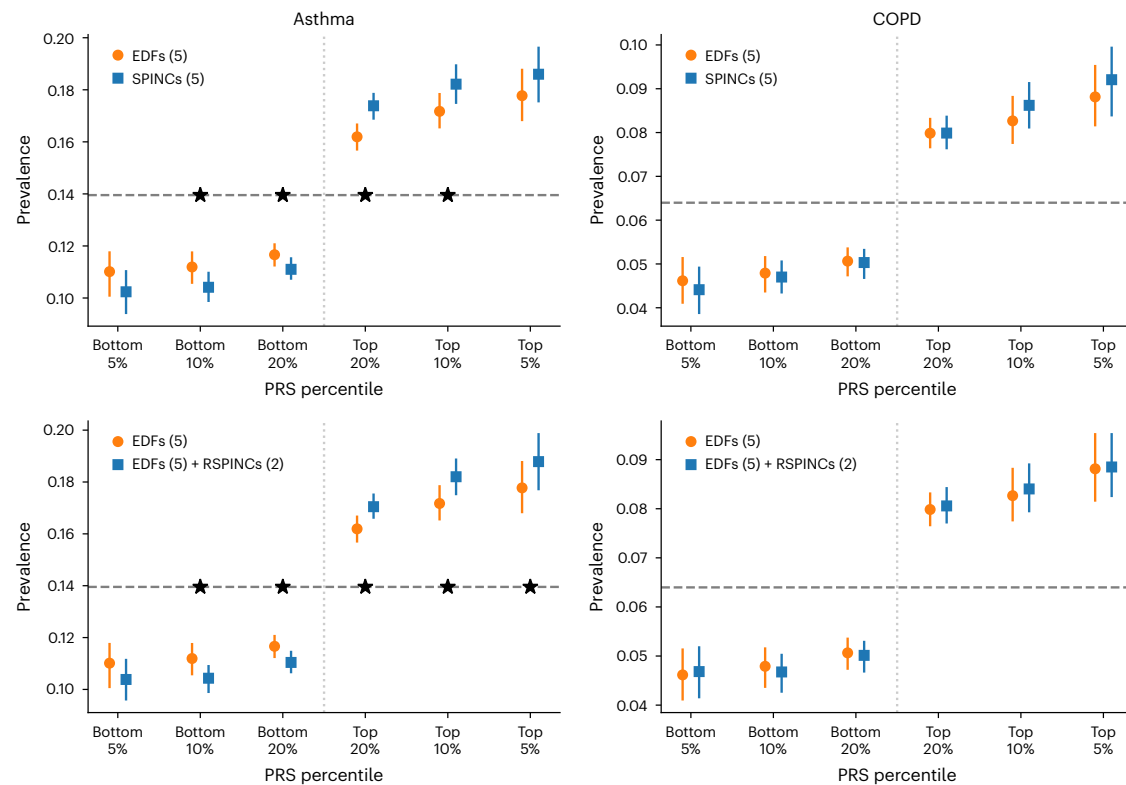 Asthma
COPD
0.20
0.18
0.16
0.14
0.12
0.10
Prevalence
EDFs (5)
SPINCs (5)
Bottom 5%
Bottom 10%
Bottom 20%
Top 20%
Top 10%
Top 5%
PRS percentile
0.10
0.09
0.08
0.07
0.06
0.05
0.04
Prevalence
EDFs (5)
SPINCs (5)
Bottom 5%
Bottom 10%
Bottom 20%
Top 20%
Top 10%
Top 5%
PRS percentile
0.20
0.18
0.16
0.14
0.12
0.10
Prevalence
EDFs (5)
EDFs (5) + RSPINCs (2)
Bottom 5%
Bottom 10%
Bottom 20%
Top 20%
Top 10%
Top 5%
PRS percentile
0.09
0.08
0.07
0.06
0.05
0.04
Prevalence
EDFs (5)
EDFs (5) + RSPINCs (2)
Bottom 5%
Bottom 10%
Bottom 20%
Top 20%
Top 10%
Top 5%
PRS percentile